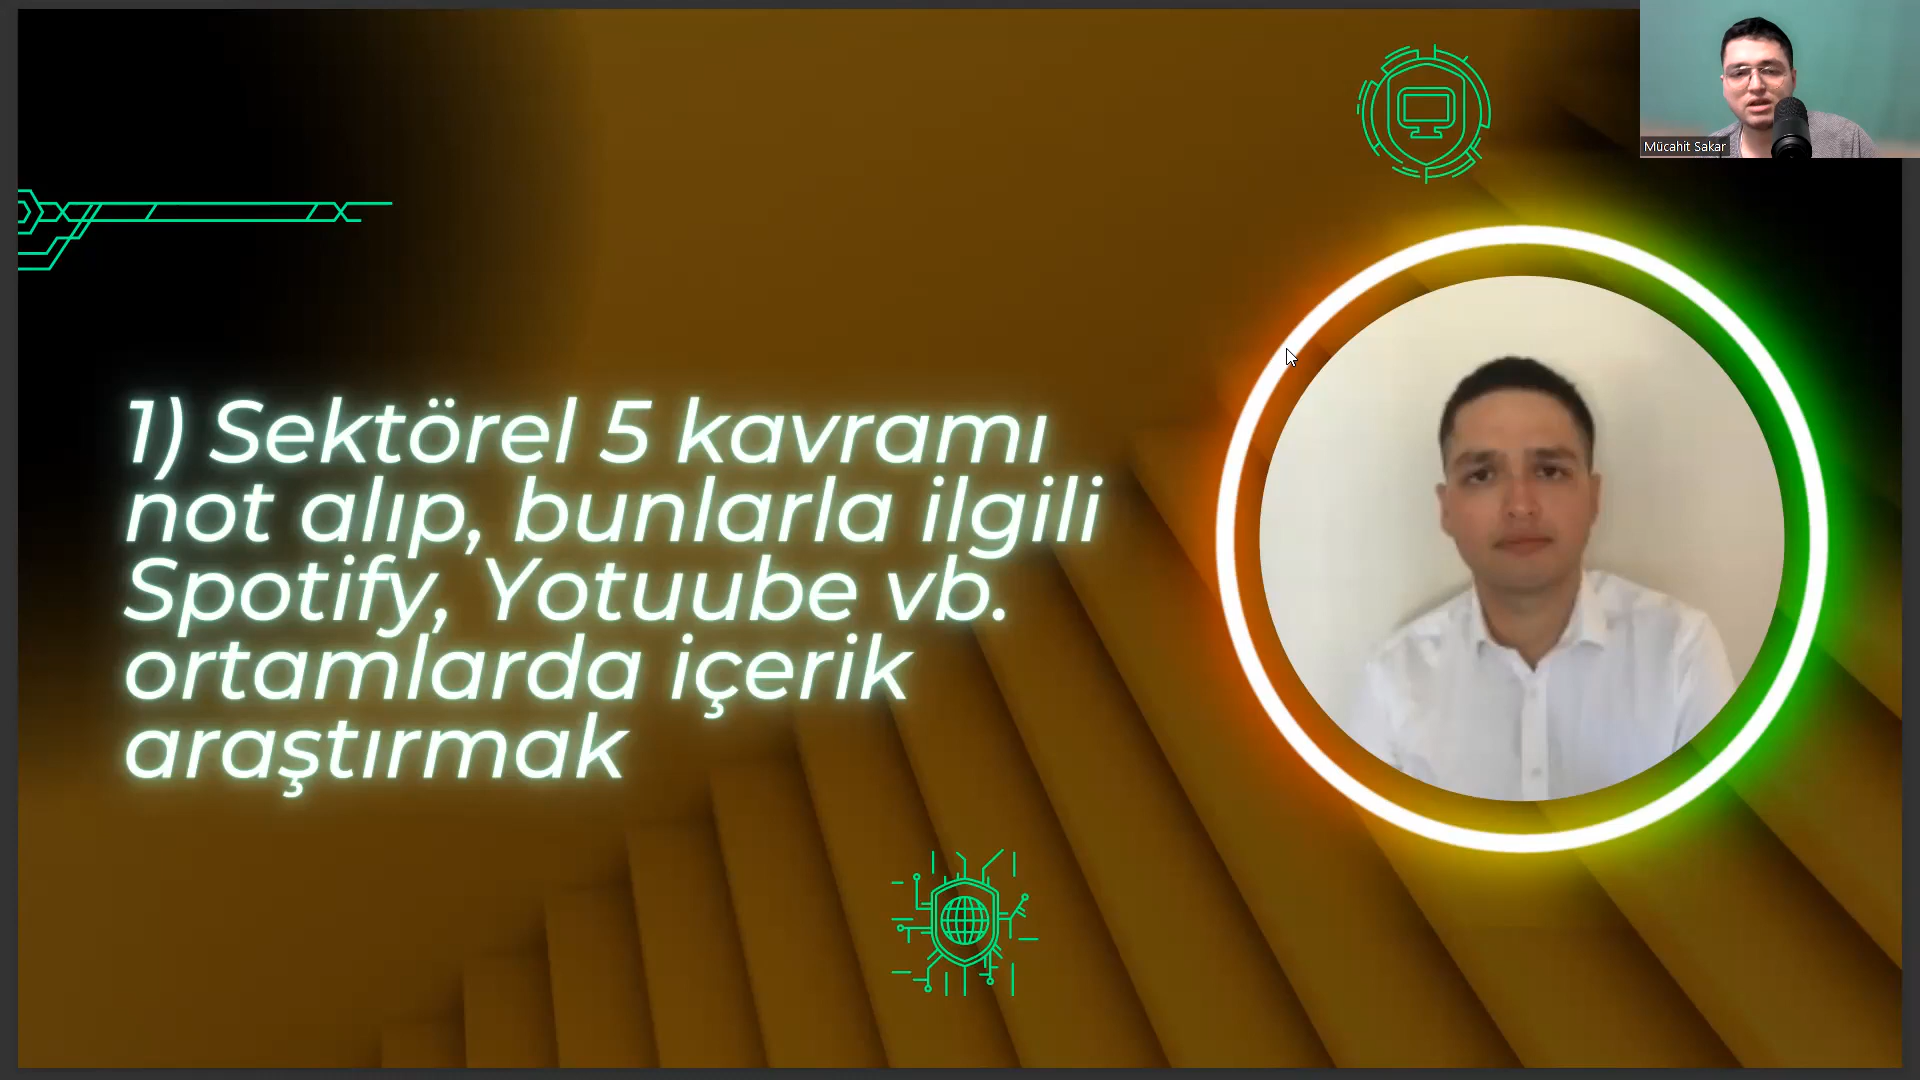 Mücahit Sakar
1) Sektörel 5 kavramı
not alıp, bunlarla ilgili
Spotify, Yotuube vb.
ortamlarda içerik
araştırmak